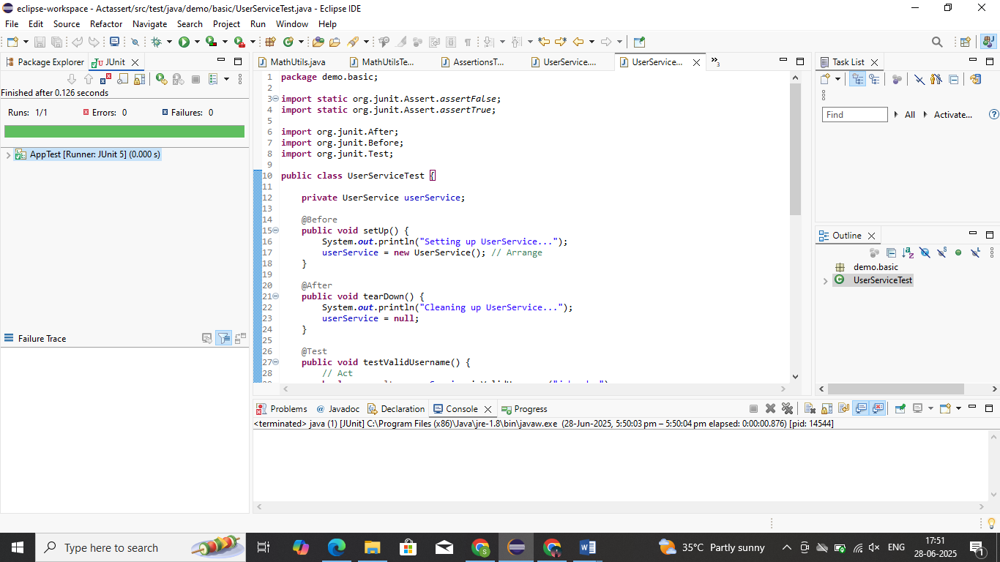 eclipse-workspace - Actassert/src/test/java/demo/basic/UserServiceTest.java - Eclipse IDE
File Edit Source Refactor Navigate Search Project Run Window Help
Package Explorer JUnit
Finished after 0.126 seconds
Runs: 1/1 Errors: 0 Failures: 0
AppTest [Runner: JUnit 5] (0.000 s)
Failure Trace
MathUtils.java MathUtilsTe... AssertionsT... UserService.... UserService... »3
1 package demo.basic;
2
3 import static org.junit.Assert.assertFalse;
4 import static org.junit.Assert.assertTrue;
5
6 import org.junit.After;
7 import org.junit.Before;
8 import org.junit.Test;
9
10 public class UserServiceTest {
11
12 private UserService userService;
13
14 @Before
15 public void setUp() {
16 System.out.println("Setting up UserService...");
17 userService = new UserService(); // Arrange
18 }
19
20 @After
21 public void tearDown() {
22 System.out.println("Cleaning up UserService...");
23 userService = null;
24 }
25
26 @Test
27 public void testValidUsername() {
28 // Act
Task List
Find All Activate...
Outline
demo.basic
UserServiceTest
Problems Javadoc Declaration Console Progress
<terminated> java (1) [JUnit] C:\Program Files (x86)\Java\jre-1.8\bin\javaw.exe (28-Jun-2025, 5:50:03 pm – 5:50:04 pm elapsed: 0:00:00.876) [pid: 14544]
Type here to search
35°C Partly sunny
ENG
17:51
28-06-2025
1